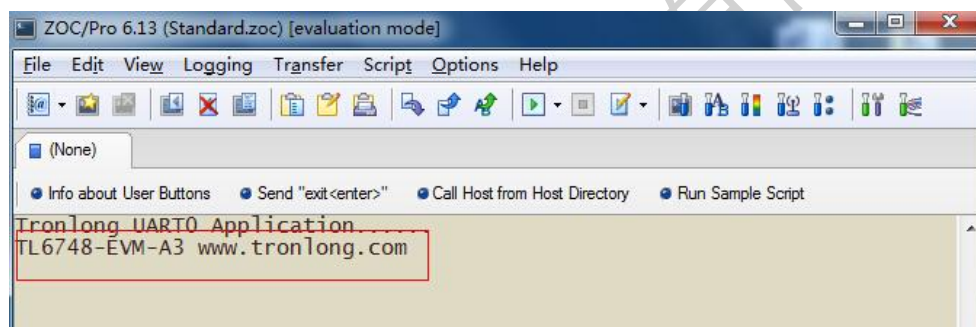 ZOC/Pro 6.13 (Standard.zoc) [evaluation mode]
File Edit View Logging Transfer Script Options Help
(None)
Info about User Buttons Send "exit<enter>" Call Host from Host Directory Run Sample Script
Tronlong UART0 Application......
TL6748-EVM-A3 www.tronlong.com